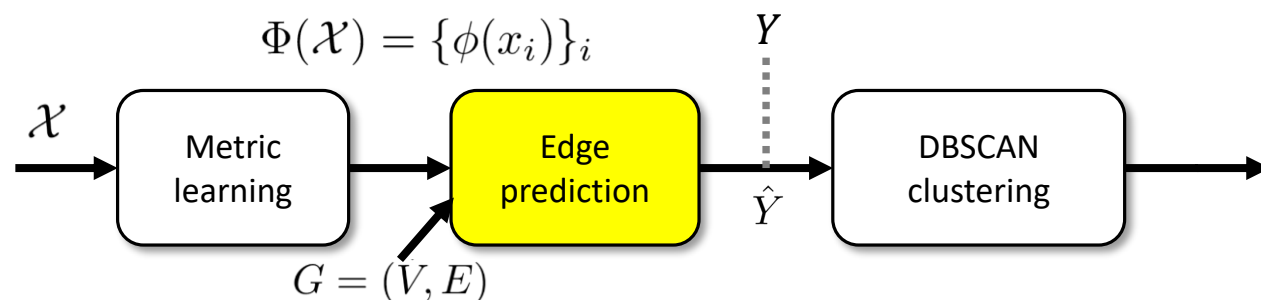 Φ(𝒳) = {ϕ(x_i)}_i
Y
𝒳
Metric
learning
Edge
prediction
DBSCAN
clustering
Ŷ
G = (V, E)